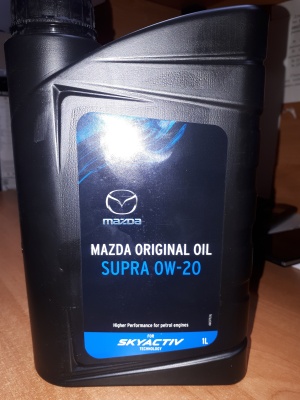 mazda
MAZDA ORIGINAL OIL
SUPRA 0W-20
Higher Performance for petrol engines
FOR
SKYACTIV
TECHNOLOGY
1L